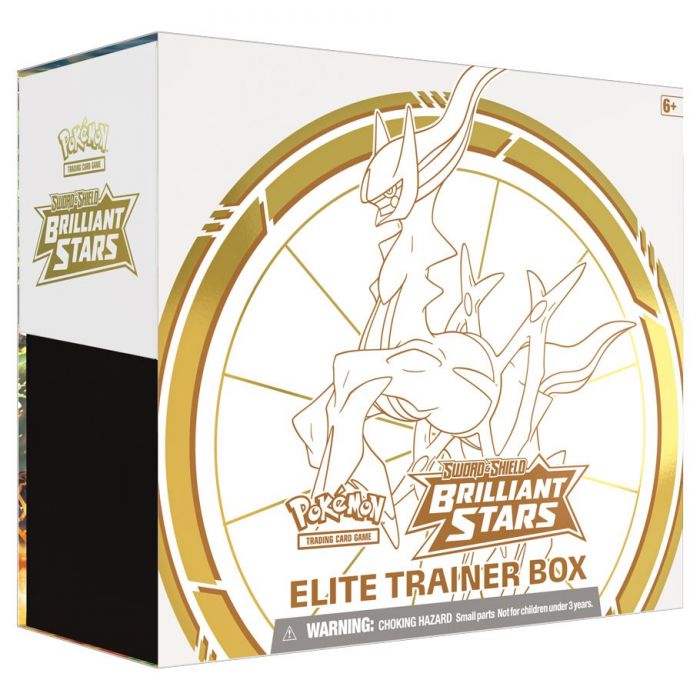 Pokémon
TRADING CARD GAME
SWORD & SHIELD
BRILLIANT
STARS
6+
Pokémon
TRADING CARD GAME
SWORD & SHIELD
BRILLIANT
STARS
ELITE TRAINER BOX
WARNING: CHOKING HAZARD Small parts Not for children under 3 years.